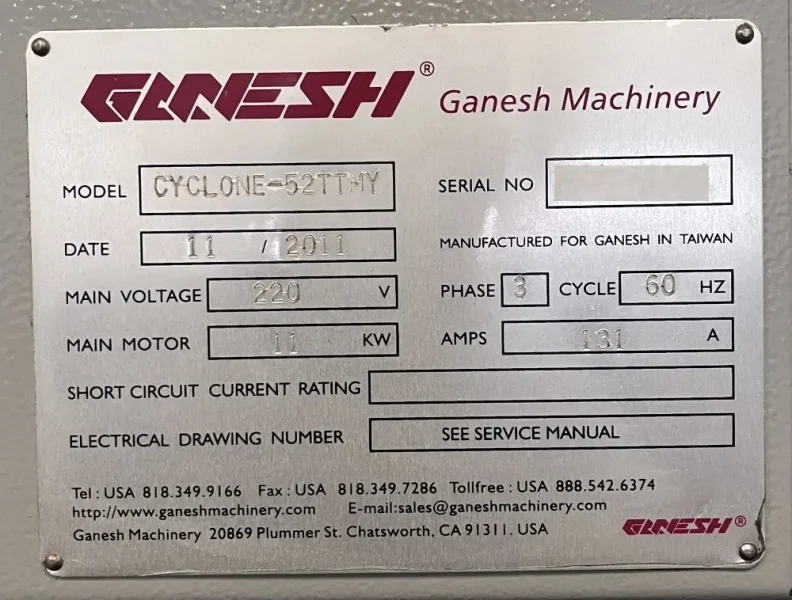 GANESH® Ganesh Machinery
MODEL CYCLONE-52TTMY SERIAL NO
DATE 11 / 2011 MANUFACTURED FOR GANESH IN TAIWAN
MAIN VOLTAGE 220 V PHASE 3 CYCLE 60 HZ
MAIN MOTOR 11 KW AMPS 131 A
SHORT CIRCUIT CURRENT RATING
ELECTRICAL DRAWING NUMBER SEE SERVICE MANUAL
Tel : USA 818.349.9166 Fax : USA 818.349.7286 Tollfree : USA 888.542.6374
http://www.ganeshmachinery.com E-mail:sales@ganeshmachinery.com
Ganesh Machinery 20869 Plummer St. Chatsworth, CA 91311. USA
GANESH®